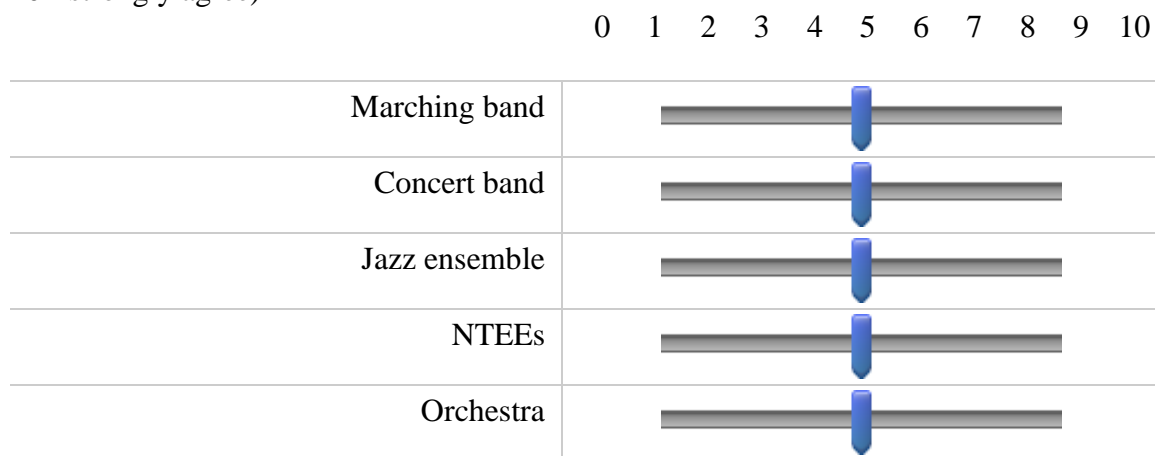 0 1 2 3 4 5 6 7 8 9 10
Marching band
Concert band
Jazz ensemble
NTEEs
Orchestra